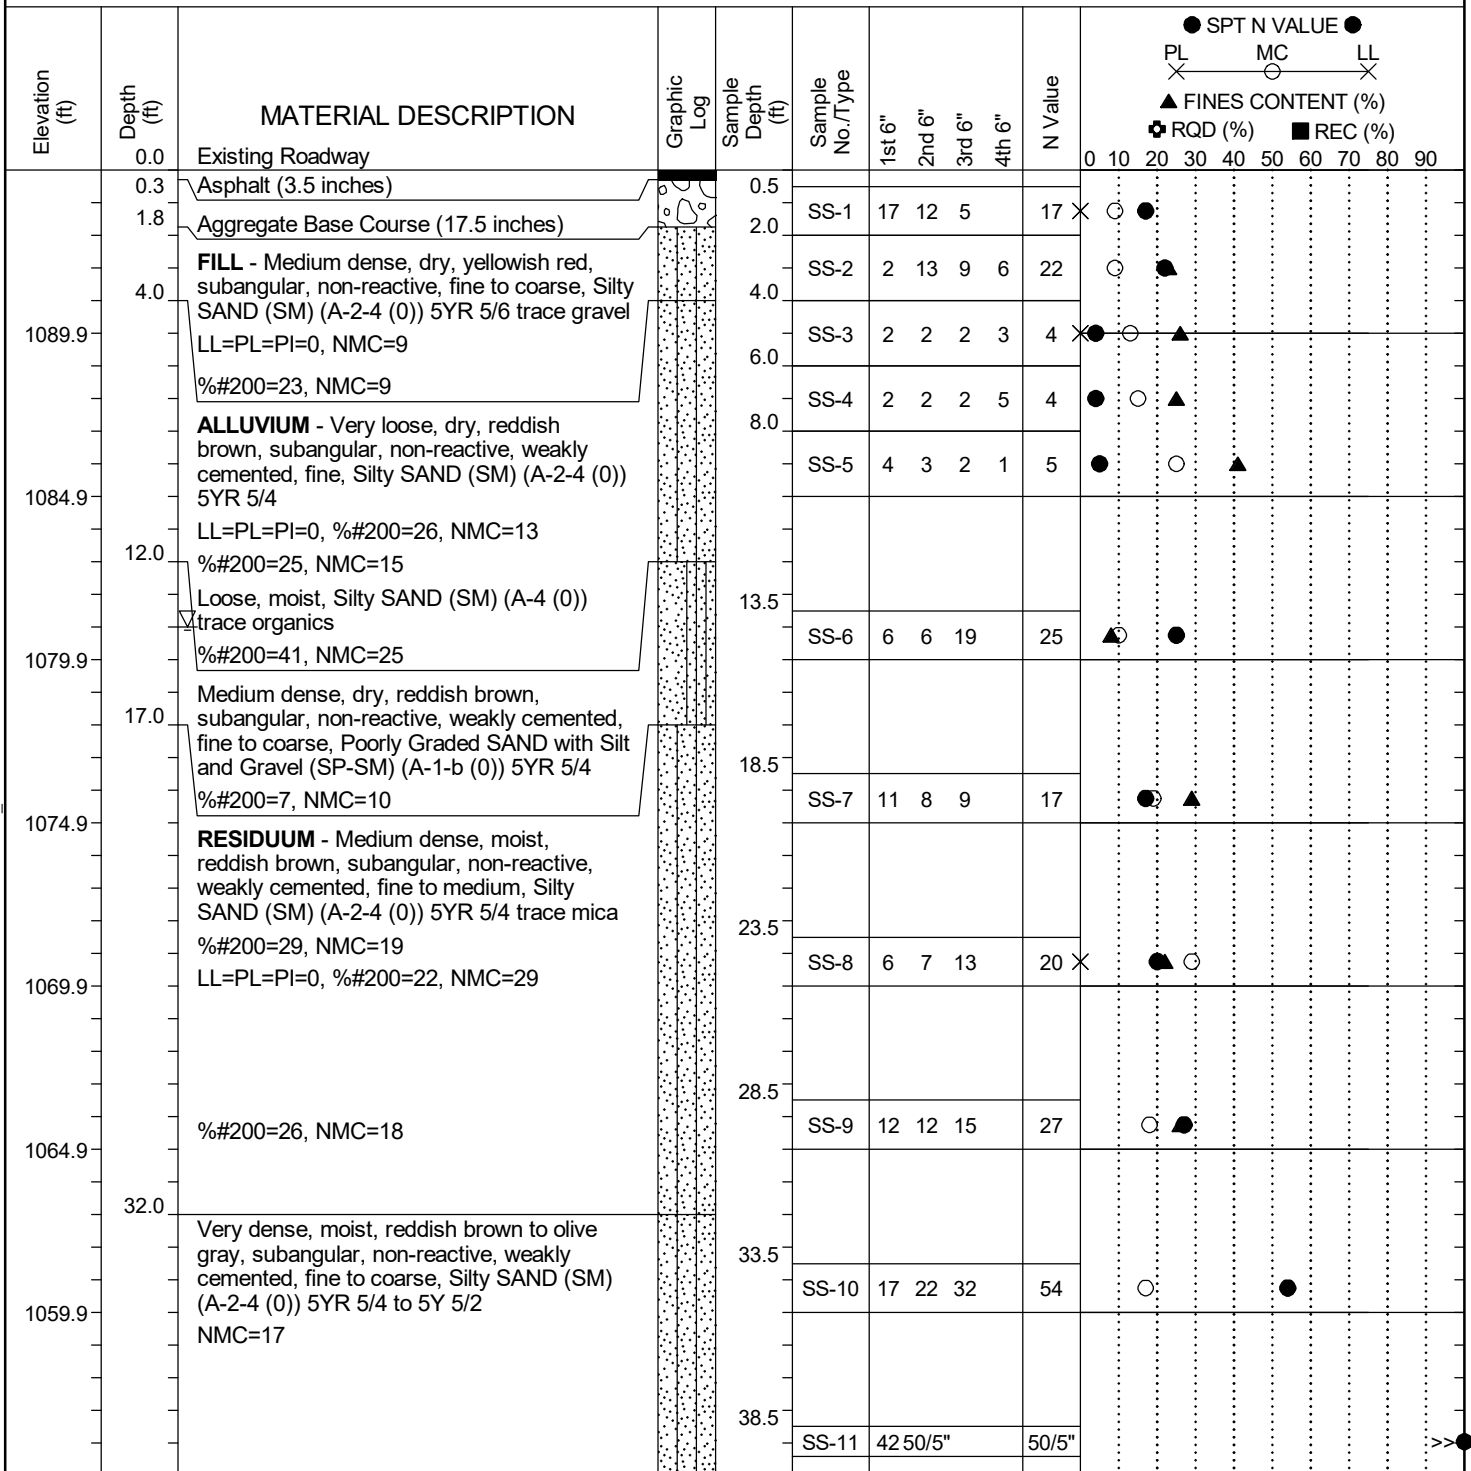 ● SPT N VALUE ●
PL MC LL
▲ FINES CONTENT (%)
RQD (%) ■ REC (%)
Elevation (ft)
Depth (ft)
MATERIAL DESCRIPTION
Graphic Log
Sample Depth (ft)
Sample No./Type
1st 6"
2nd 6"
3rd 6"
4th 6"
N Value
0 10 20 30 40 50 60 70 80 90
0.0 Existing Roadway
0.3 Asphalt (3.5 inches)
0.5
SS-1 17 12 5 17
1.8 Aggregate Base Course (17.5 inches)
2.0
FILL - Medium dense, dry, yellowish red,
subangular, non-reactive, fine to coarse, Silty
SAND (SM) (A-2-4 (0)) 5YR 5/6 trace gravel
SS-2 2 13 9 6 22
4.0
4.0
LL=PL=PI=0, NMC=9
1089.9
SS-3 2 2 2 3 4
6.0
%#200=23, NMC=9
SS-4 2 2 2 5 4
8.0
ALLUVIUM - Very loose, dry, reddish
brown, subangular, non-reactive, weakly
cemented, fine, Silty SAND (SM) (A-2-4 (0))
5YR 5/4
SS-5 4 3 2 1 5
1084.9
LL=PL=PI=0, %#200=26, NMC=13
12.0
%#200=25, NMC=15
Loose, moist, Silty SAND (SM) (A-4 (0))
trace organics
13.5
SS-6 6 6 19 25
%#200=41, NMC=25
1079.9
Medium dense, dry, reddish brown,
subangular, non-reactive, weakly cemented,
fine to coarse, Poorly Graded SAND with Silt
and Gravel (SP-SM) (A-1-b (0)) 5YR 5/4
17.0
18.5
%#200=7, NMC=10
SS-7 11 8 9 17
1074.9
RESIDUUM - Medium dense, moist,
reddish brown, subangular, non-reactive,
weakly cemented, fine to medium, Silty
SAND (SM) (A-2-4 (0)) 5YR 5/4 trace mica
23.5
%#200=29, NMC=19
SS-8 6 7 13 20
LL=PL=PI=0, %#200=22, NMC=29
1069.9
28.5
%#200=26, NMC=18
SS-9 12 12 15 27
1064.9
32.0
Very dense, moist, reddish brown to olive
gray, subangular, non-reactive, weakly
cemented, fine to coarse, Silty SAND (SM)
(A-2-4 (0)) 5YR 5/4 to 5Y 5/2
33.5
SS-10 17 22 32 54
1059.9
NMC=17
38.5
SS-11 42 50/5" 50/5" >>